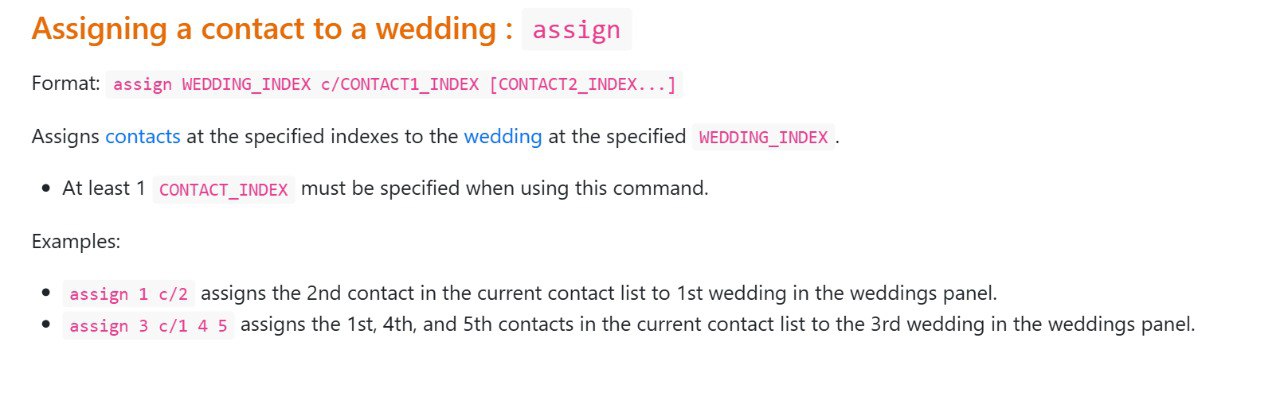 Assigning a contact to a wedding : assign
Format: assign WEDDING_INDEX c/CONTACT1_INDEX [CONTACT2_INDEX...]
Assigns contacts at the specified indexes to the wedding at the specified WEDDING_INDEX.
• At least 1 CONTACT_INDEX must be specified when using this command.
Examples:
• assign 1 c/2 assigns the 2nd contact in the current contact list to 1st wedding in the weddings panel.
• assign 3 c/1 4 5 assigns the 1st, 4th, and 5th contacts in the current contact list to the 3rd wedding in the weddings panel.